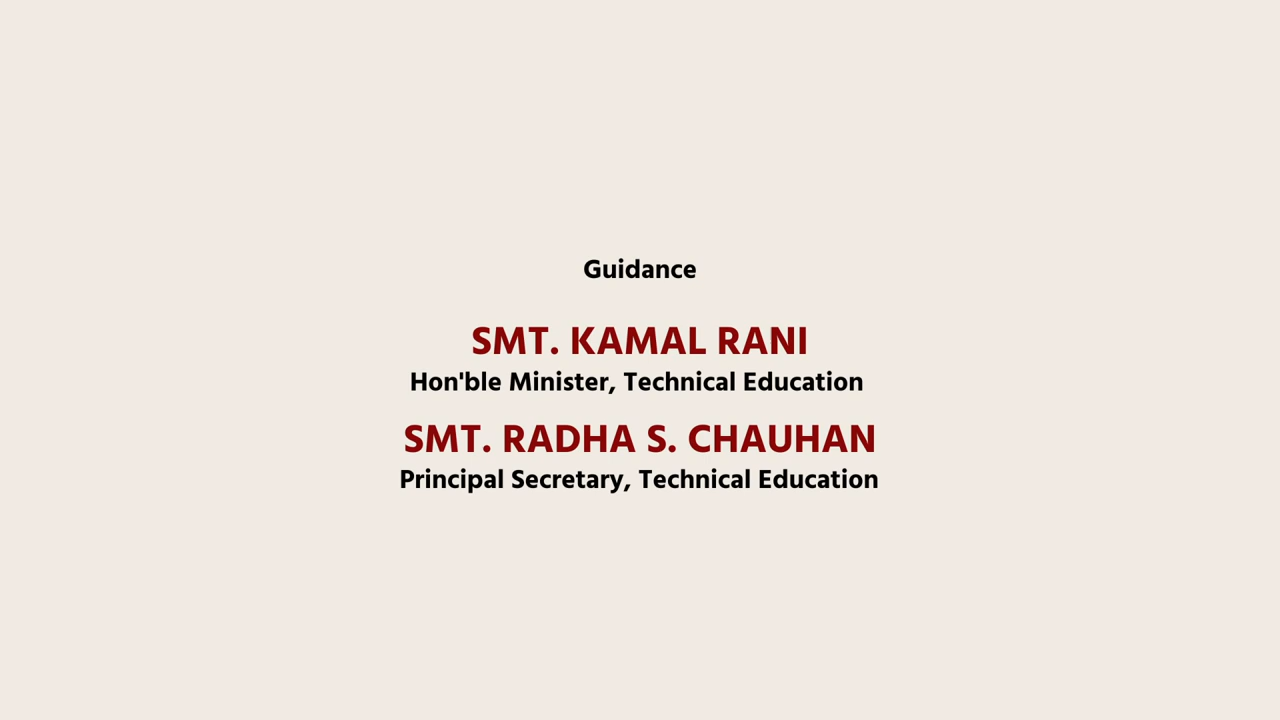 Guidance
SMT. KAMAL RANI
Hon'ble Minister, Technical Education
SMT. RADHA S. CHAUHAN
Principal Secretary, Technical Education